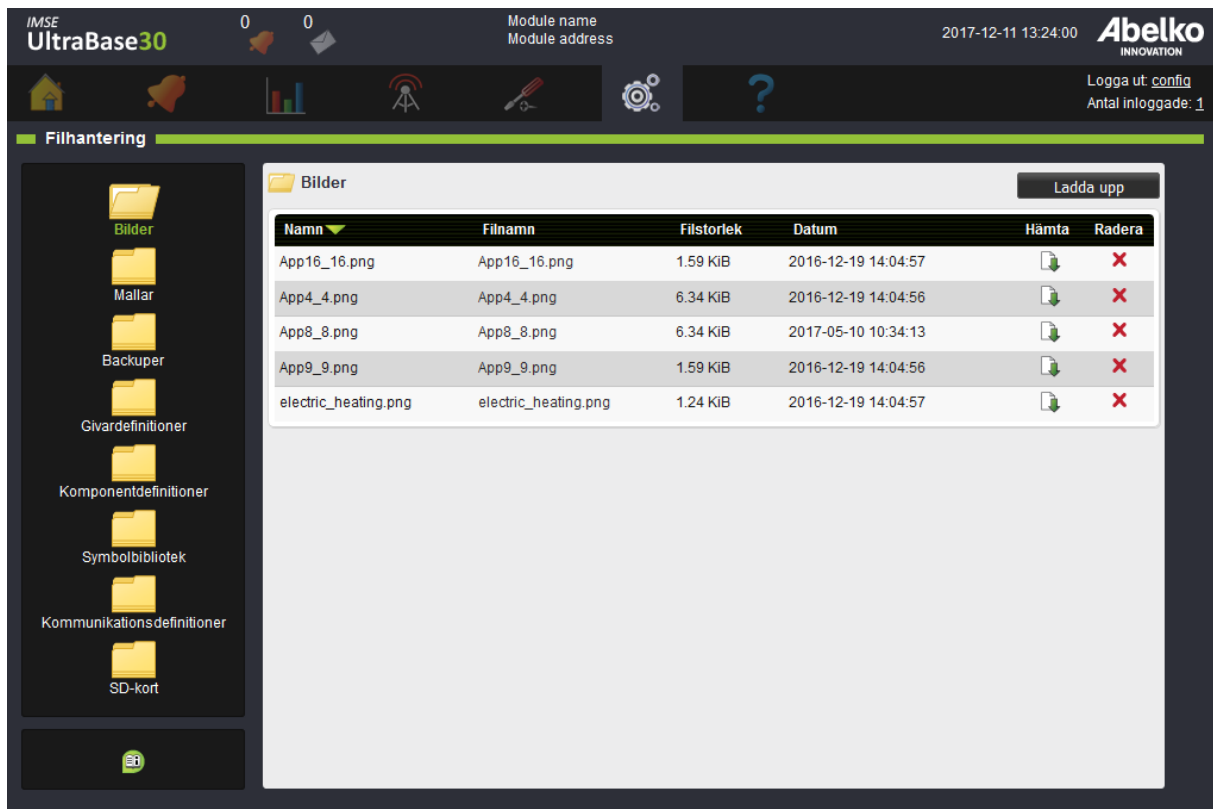 IMSE
UltraBase30
0
0
Module name
Module address
2017-12-11 13:24:00
Abelko
INNOVATION
Logga ut: config
Antal inloggade: 1
Filhantering
Bilder
Mallar
Backuper
Givardefinitioner
Komponentdefinitioner
Symbolbibliotek
Kommunikationsdefinitioner
SD-kort
Bilder
Ladda upp
Namn Filnamn Filstorlek Datum Hämta Radera
App16_16.png App16_16.png 1.59 KiB 2016-12-19 14:04:57
App4_4.png App4_4.png 6.34 KiB 2016-12-19 14:04:56
App8_8.png App8_8.png 6.34 KiB 2017-05-10 10:34:13
App9_9.png App9_9.png 1.59 KiB 2016-12-19 14:04:56
electric_heating.png electric_heating.png 1.24 KiB 2016-12-19 14:04:57